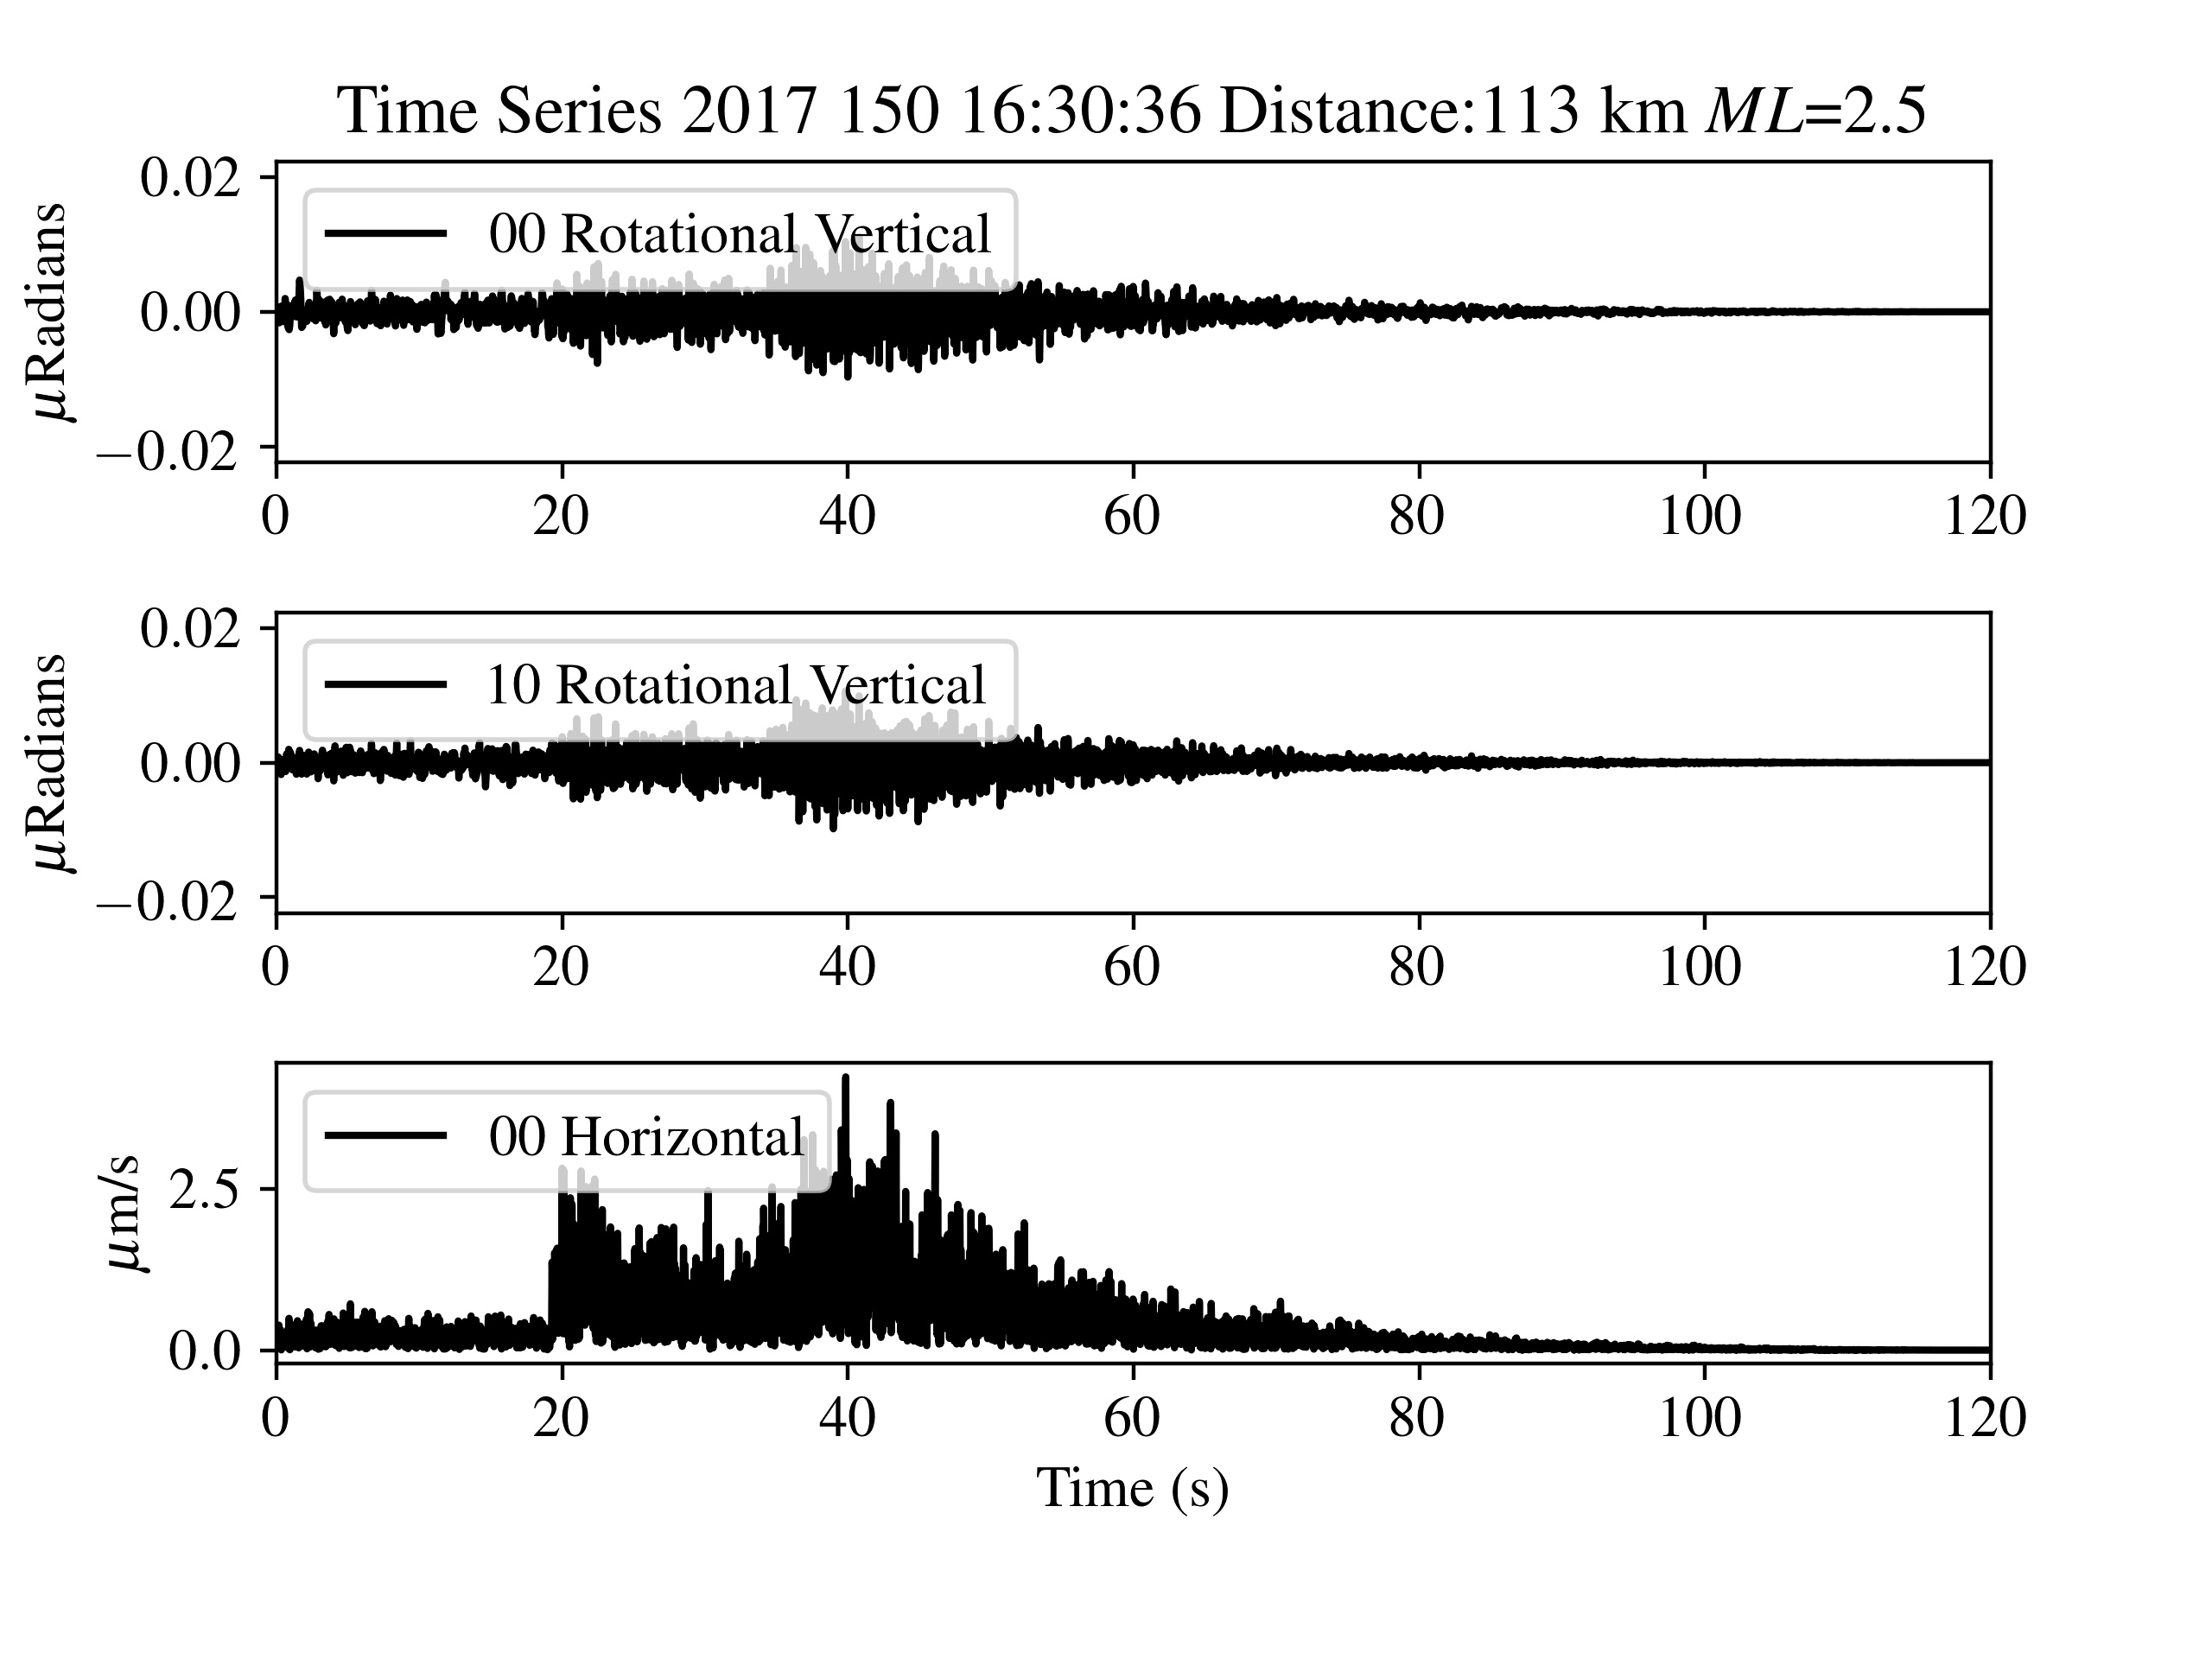 Time Series 2017 150 16:30:36 Distance:113 km ML=2.5
0.02
0.00
−0.02
μRadians
00 Rotational Vertical
0 20 40 60 80 100 120
0.02
0.00
−0.02
μRadians
10 Rotational Vertical
0 20 40 60 80 100 120
2.5
0.0
μm/s
00 Horizontal
0 20 40 60 80 100 120
Time (s)